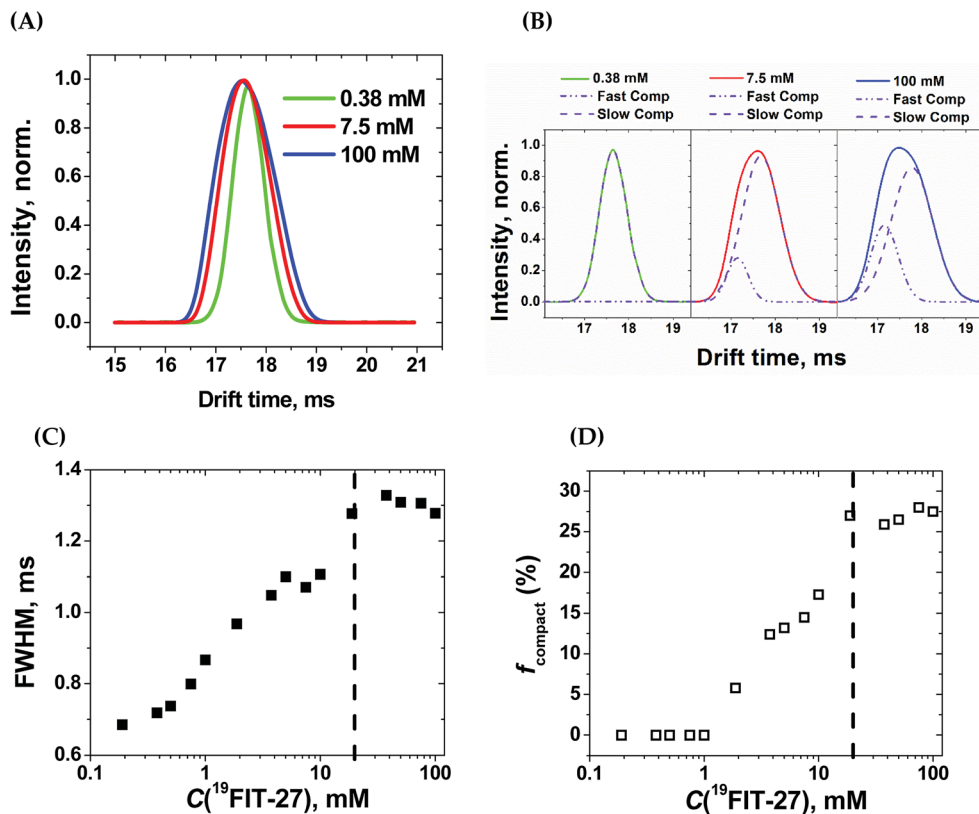 (A)
Intensity, norm.
1.0
0.8
0.6
0.4
0.2
0.0
0.38 mM
7.5 mM
100 mM
15 16 17 18 19 20 21
Drift time, ms
(B)
0.38 mM
Fast Comp
Slow Comp
7.5 mM
Fast Comp
Slow Comp
100 mM
Fast Comp
Slow Comp
Intensity, norm.
1.0
0.8
0.6
0.4
0.2
0.0
17 18 19 17 18 19 17 18 19
Drift time, ms
(C)
FWHM, ms
1.4
1.2
1.0
0.8
0.6
0.1 1 10 100
C(¹⁹FIT-27), mM
(D)
f compact (%)
30
25
20
15
10
5
0
0.1 1 10 100
C(¹⁹FIT-27), mM